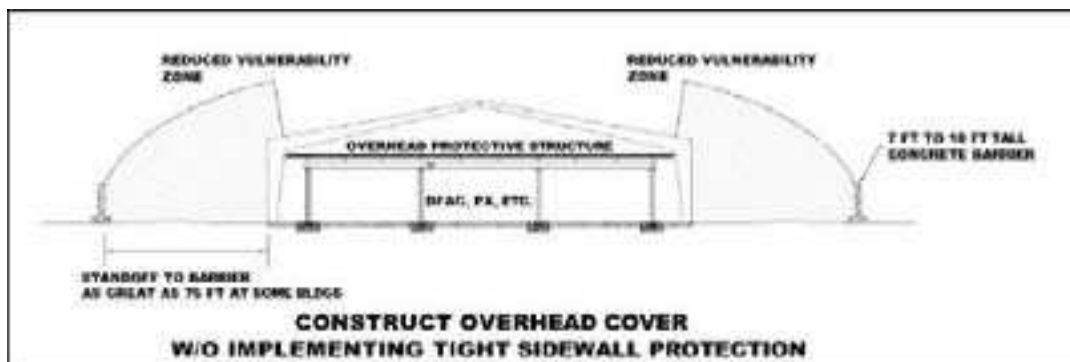 REDUCED VULNERABILITY
ZONE
REDUCED VULNERABILITY
ZONE
OVERHEAD PROTECTIVE STRUCTURE
7 FT TO 10 FT TALL
CONCRETE BARRIER
DFAC, PX, ETC.
STANDOFF TO BARRIER
AS GREAT AS 75 FT AT SOME BLDGS
CONSTRUCT OVERHEAD COVER
W/O IMPLEMENTING TIGHT SIDEWALL PROTECTION